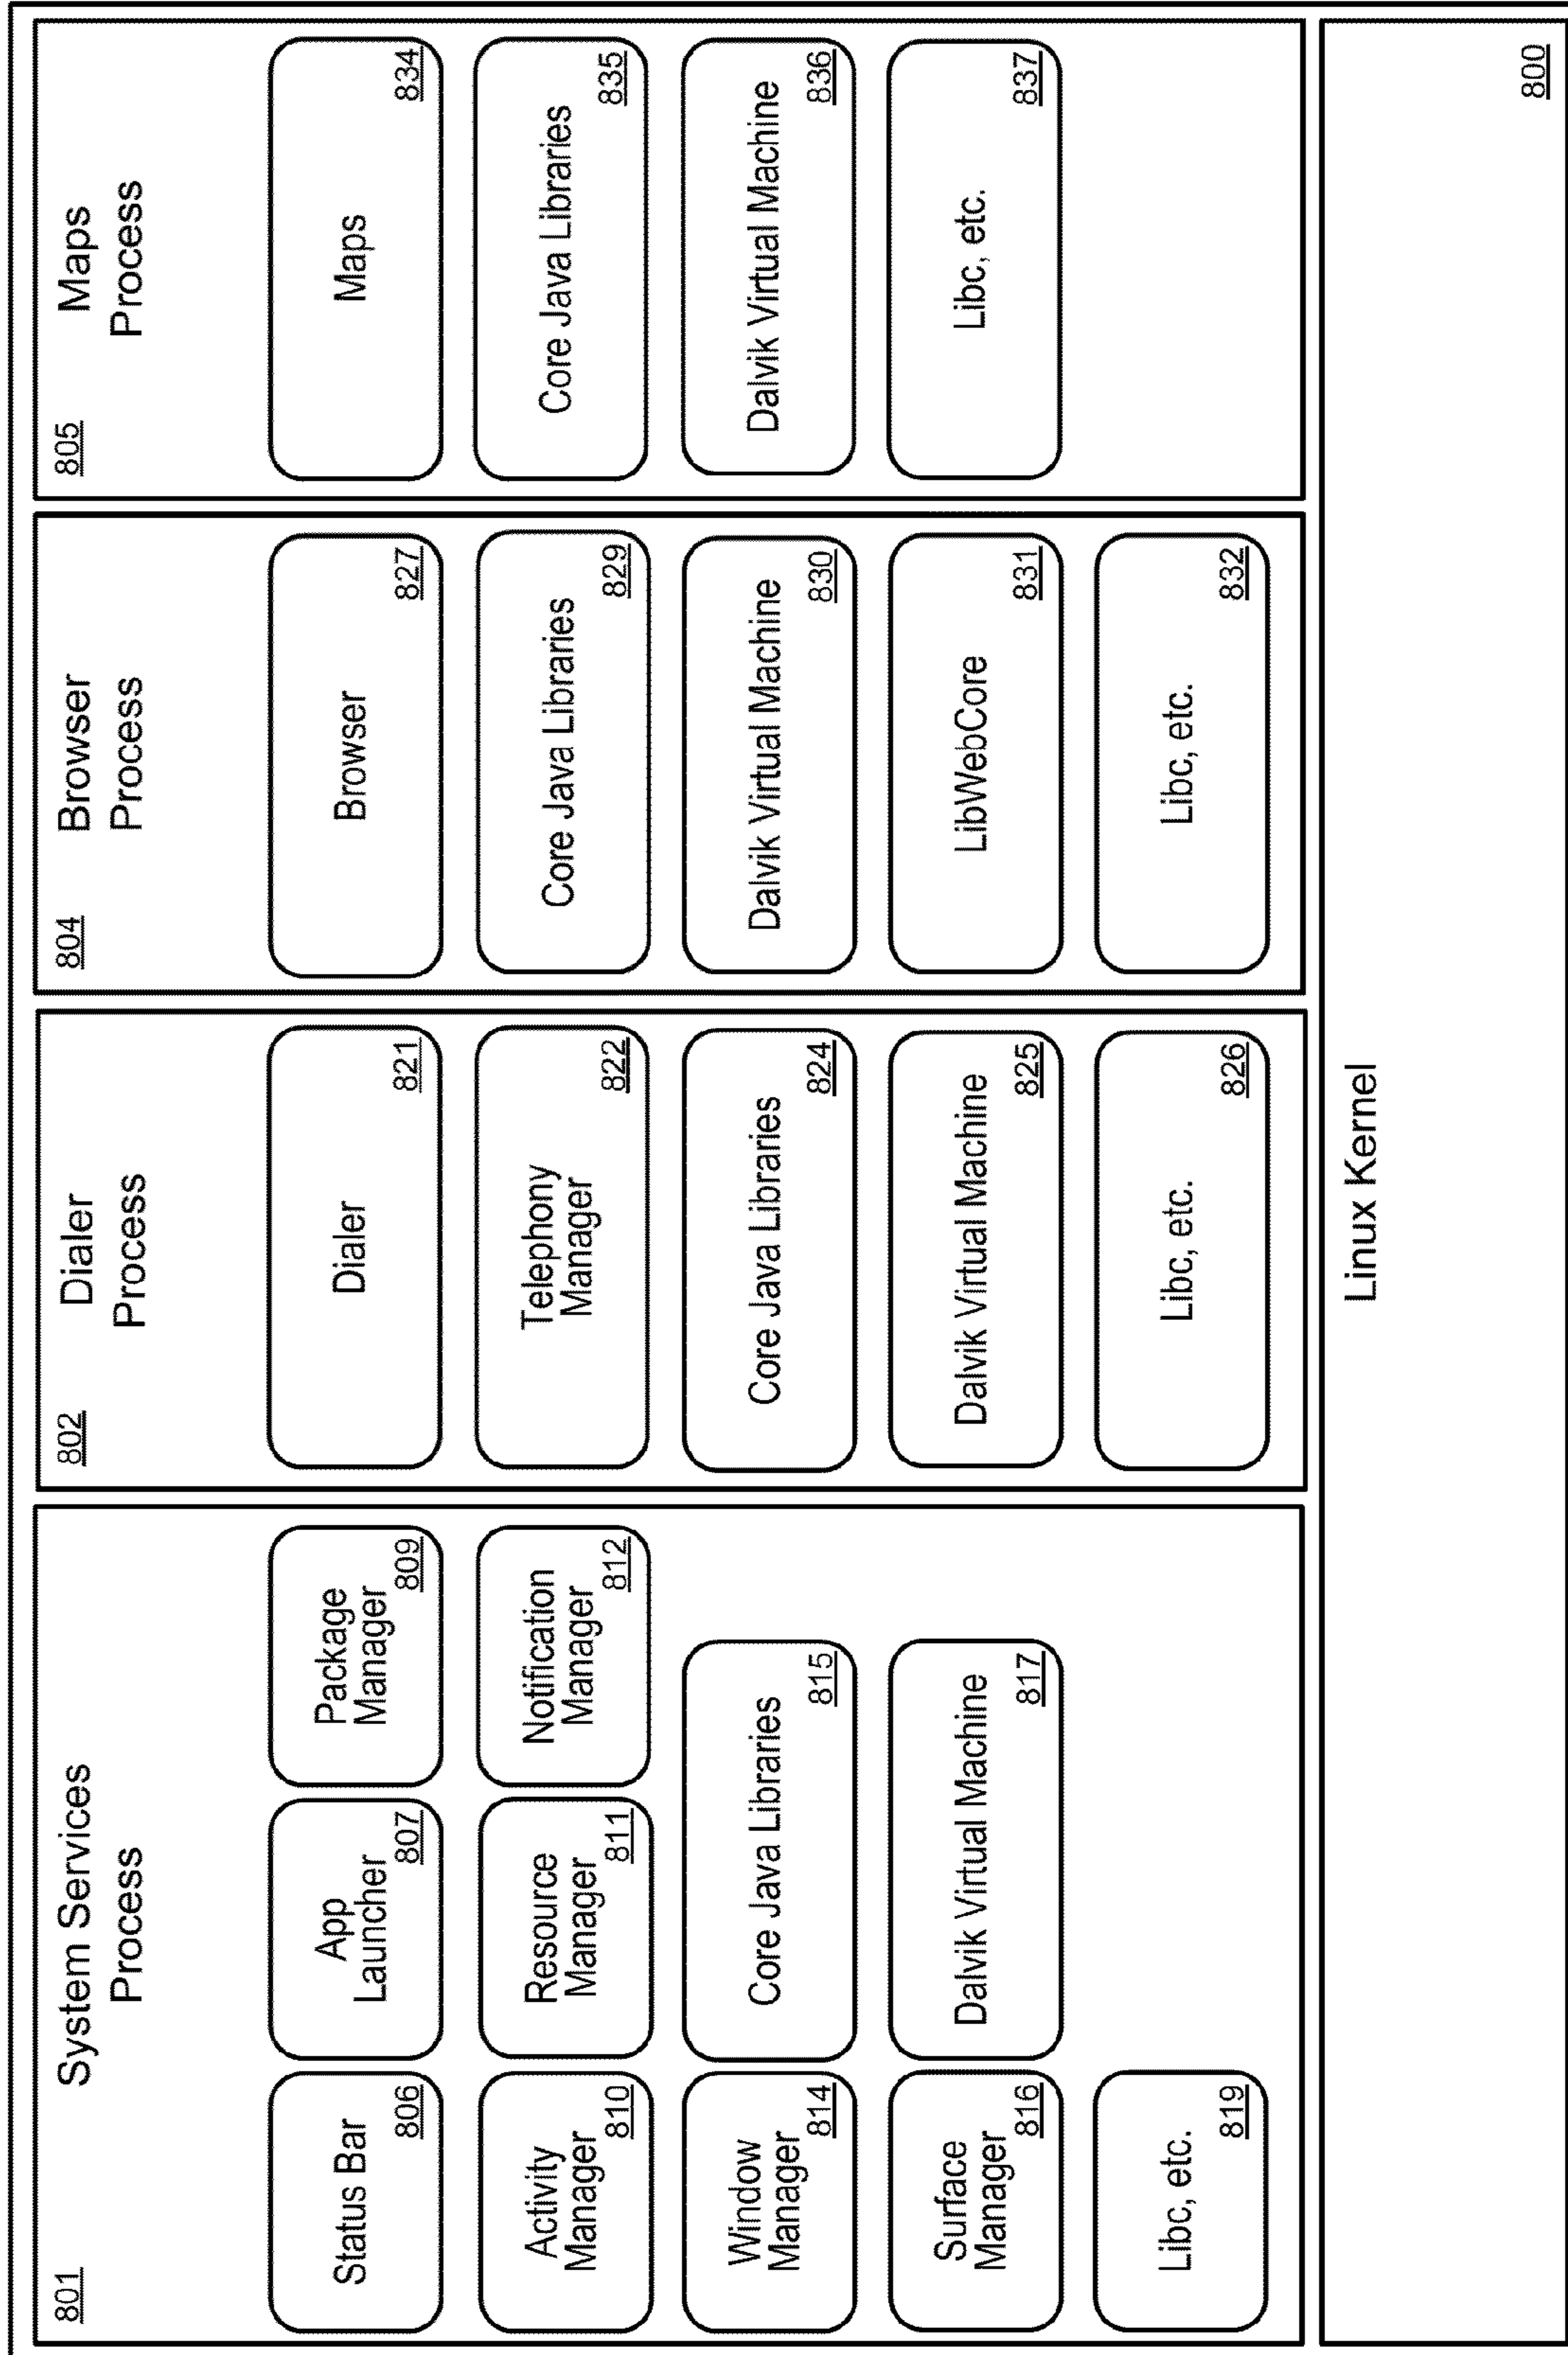 801
System Services
Process
Status Bar
806
App
Launcher
807
Package
Manager
809
Activity
Manager
810
Resource
Manager
811
Notification
Manager
812
Window
Manager
814
Core Java Libraries
815
Surface
Manager
816
Dalvik Virtual Machine
817
Libc, etc.
819
802
Dialer
Process
Dialer
821
Telephony
Manager
822
Core Java Libraries
824
Dalvik Virtual Machine
825
Libc, etc.
826
804
Browser
Process
Browser
827
Core Java Libraries
829
Dalvik Virtual Machine
830
LibWebCore
831
Libc, etc.
832
805
Maps
Process
Maps
834
Core Java Libraries
835
Dalvik Virtual Machine
836
Libc, etc.
837
Linux Kernel
800